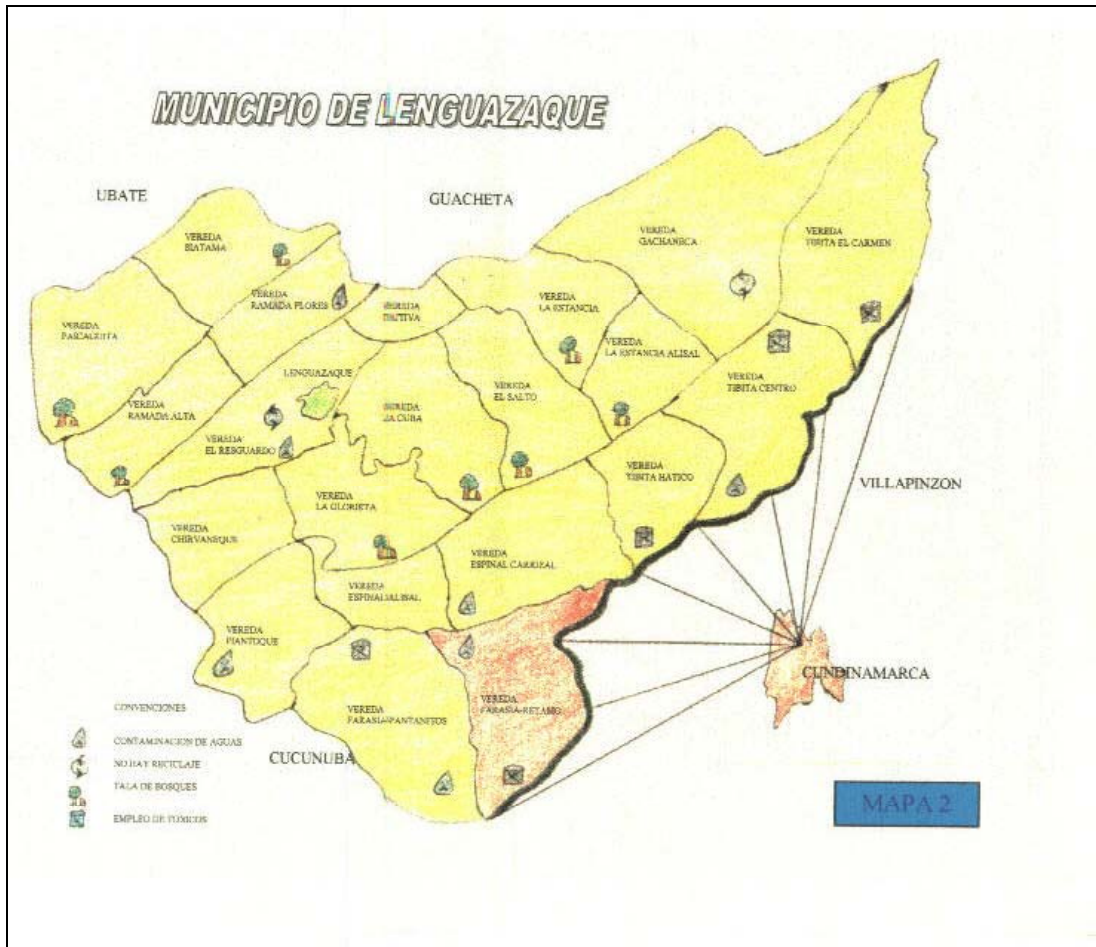 MUNICIPIO DE LENGUAZAQUE
UBATE
GUACHETA
VEREDA
SIATAMA
VEREDA
GACHANECA
VEREDA
TIBITA EL CARMEN
VEREDA
RAMADA FLORES
VEREDA
VEREDA
LA ESTANCIA
VEREDA
PASCAGUITA
VEREDA
LA ESTANCIA ALISAL
LENGUAZAQUE
VEREDA
TIBITA CENTRO
VEREDA
EL SALTO
VEREDA
RAMADA ALTA
VEREDA
LA CUBA
VEREDA
EL RESGUARDO
VEREDA
TIBITA HATICO
VILLAPINZON
VEREDA
LA GLORIETA
VEREDA
CHIRVANEQUE
VEREDA
ESPINAL CARRIZAL
VEREDA
ESPINAL ALISAL
VEREDA
FIANTOQUE
CUNDINAMARCA
VEREDA
FARASIA-PANTANITOS
VEREDA
FARASIA-RETAMO
CONVENCIONES
CONTAMINACION DE AGUAS
NO HAY RECICLAJE
TALA DE BOSQUES
EMPLEO DE TOXICOS
CUCUNUBA
MAPA 2